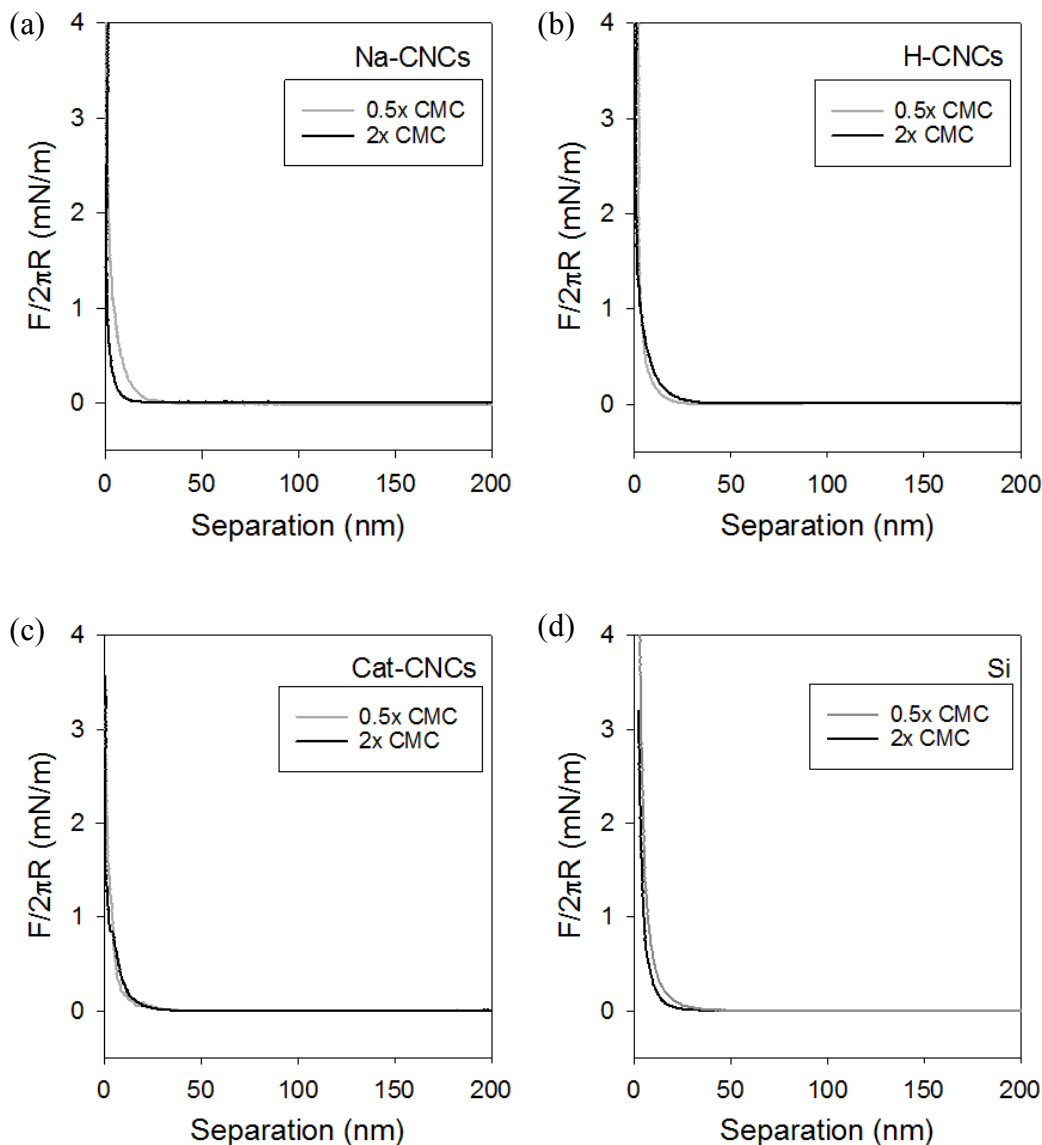 (a)
Na-CNCs
0.5x CMC
2x CMC
4
3
2
1
0
F/2πR (mN/m)
0 50 100 150 200
Separation (nm)
(b)
H-CNCs
0.5x CMC
2x CMC
4
3
2
1
0
F/2πR (mN/m)
0 50 100 150 200
Separation (nm)
(c)
Cat-CNCs
0.5x CMC
2x CMC
4
3
2
1
0
F/2πR (mN/m)
0 50 100 150 200
Separation (nm)
(d)
Si
0.5x CMC
2x CMC
4
3
2
1
0
F/2πR (mN/m)
0 50 100 150 200
Separation (nm)